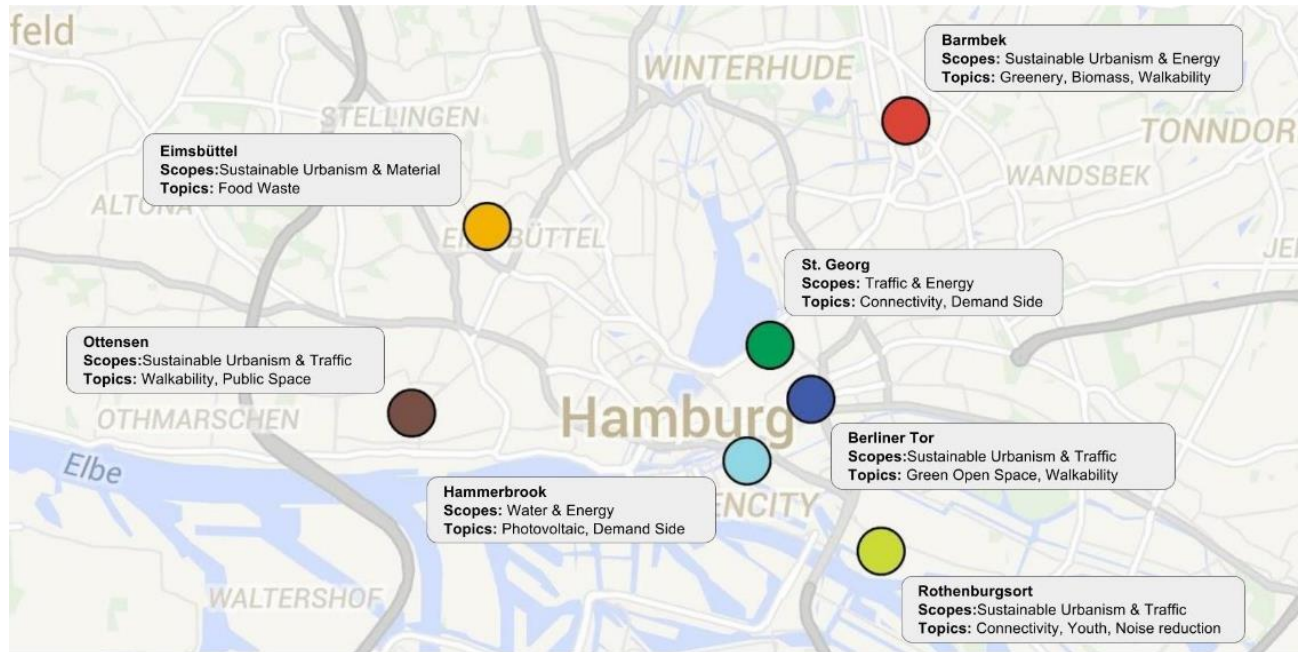 feld
Barmbek
Scopes: Sustainable Urbanism & Energy
Topics: Greenery, Biomass, Walkability
WINTERHUDE
STELLINGEN
TONNDOR
Eimsbüttel
Scopes:Sustainable Urbanism & Material
Topics: Food Waste
WANDSBEK
ALTONA
EIMSBÜTTEL
St. Georg
Scopes: Traffic & Energy
Topics: Connectivity, Demand Side
JE
Ottensen
Scopes:Sustainable Urbanism & Traffic
Topics: Walkability, Public Space
OTHMARSCHEN
Hamburg
Berliner Tor
Scopes:Sustainable Urbanism & Traffic
Topics: Green Open Space, Walkability
Elbe
Hammerbrook
Scopes: Water & Energy
Topics: Photovoltaic, Demand Side
ENCITY
WALTERSHOF
Rothenburgsort
Scopes:Sustainable Urbanism & Traffic
Topics: Connectivity, Youth, Noise reduction